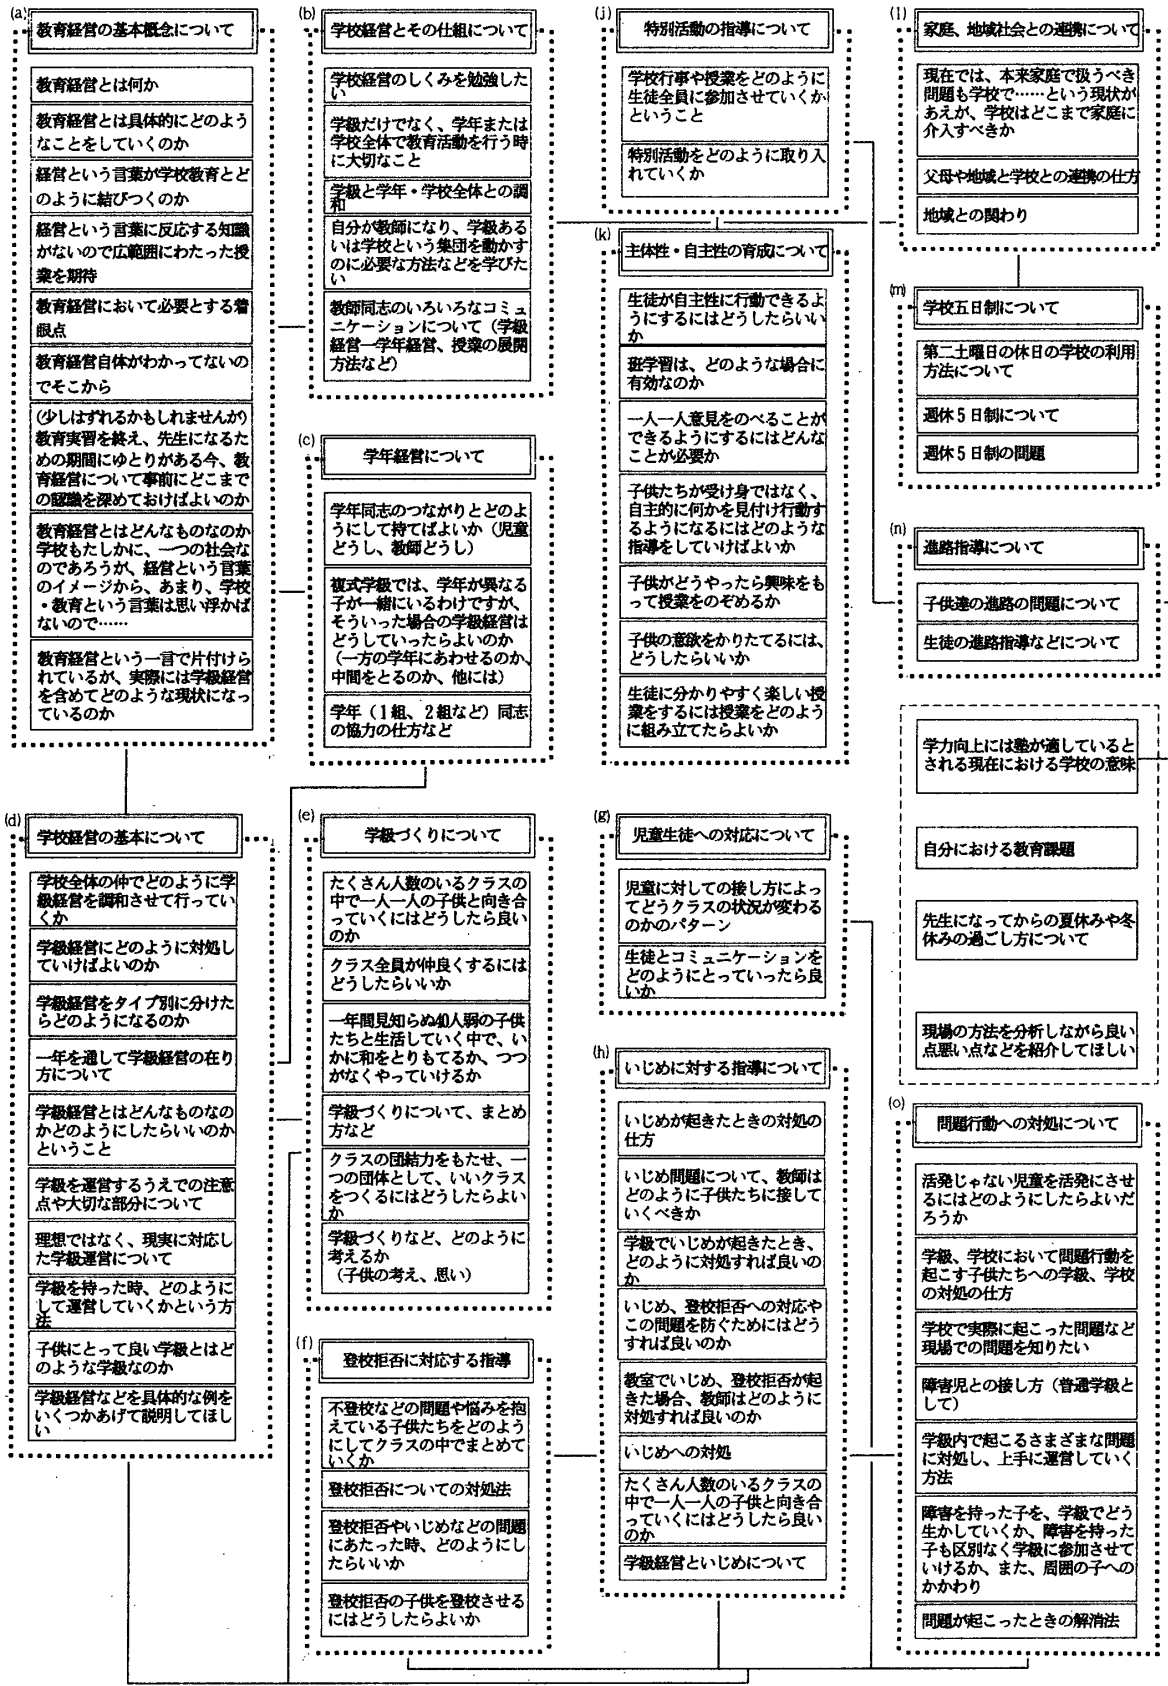 (a)
教育経営の基本概念について
教育経営とは何か
教育経営とは具体的にどのよう
なことをしていくのか
経営という言葉が学校教育とど
のように結びつくのか
経営という言葉に反応する知識
がないので広範囲にわたった授
業を期待
教育経営において必要とする着
眼点
教育経営自体がわかってないの
でそこから
(少しはずれるかもしれませんが)
教育実習を終え、先生になるた
めの期間にゆとりがある今、教
育経営について事前にどこまで
の認識を深めておけばよいのか
教育経営とはどんなものなのか
学校もたしかに、一つの社会な
のであろうが、経営という言葉
のイメージから、あまり、学校
・教育という言葉は思い浮かば
ないので……
教育経営という一言で片付けら
れているが、実際には学級経営
を含めてどのような現状になっ
ているのか
(b)
学校経営とその仕組について
学校経営のしくみを勉強した
い
学級だけでなく、学年または
学校全体で教育活動を行う時
に大切なこと
学級と学年・学校全体との調
和
自分が教師になり、学級ある
いは学校という集団を動かす
のに必要な方法などを学びた
い
教師同志のいろいろなコミュ
ニケーションについて(学級
経営―学年経営、授業の展開
方法など)
(c)
学年経営について
学年同志のつながりとどのよ
うにして持てばよいか(児童
どうし、教師どうし)
複式学級では、学年が異なる
子が一緒にいるわけですが、
そういった場合の学級経営は
どうしていったらよいのか
(一方の学年にあわせるのか、
中間をとるのか、他には)
学年(1組、2組など)同志
の協力の仕方など
(d)
学校経営の基本について
学校全体の仲でどのように学
級経営を調和させて行ってい
くか
学級経営にどのように対処し
ていけばよいのか
学級経営をタイプ別に分けた
らどのようになるのか
一年を通して学級経営の在り
方について
学級経営とはどんなものなの
かどのようにしたらいいのか
ということ
学級を運営するうえでの注意
点や大切な部分について
理想ではなく、現実に対応し
た学級運営について
学級を持った時、どのように
して運営していくかという方
法
子供にとって良い学級とはど
のような学級なのか
学級経営などを具体的な例を
いくつかあげて説明してほし
い
(e)
学級づくりについて
たくさん人数のいるクラスの
中で一人一人の子供と向き合
っていくにはどうしたら良い
のか
クラス全員が仲良くするには
どうしたらいいか
一年間見知らぬ40人弱の子供
たちと生活していく中で、い
かに和をとりもてるか、つつ
がなくやっていけるか
学級づくりについて、まとめ
方など
クラスの団結力をもたせ、一
つの団体として、いいクラス
をつくるにはどうしたらよい
か
学級づくりなど、どのように
考えるか
(子供の考え、思い)
(f)
登校拒否に対応する指導
不登校などの問題や悩みを抱
えている子供たちをどのよう
にしてクラスの中でまとめて
いくか
登校拒否についての対処法
登校拒否やいじめなどの問題
にあたった時、どのようにし
たらいいか
登校拒否の子供を登校させる
にはどうしたらよいか
(j)
特別活動の指導について
学校行事や授業をどのように
生徒全員に参加させていくか
ということ
特別活動をどのように取り入
れていくか
(k)
主体性・自主性の育成について
生徒が自主性に行動できるよ
うにするにはどうしたらいい
か
班学習は、どのような場合に
有効なのか
一人一人意見をのべることが
できるようにするにはどんな
ことが必要か
子供たちが受け身ではなく、
自主的に何かを見付け行動す
るようになるにはどのような
指導をしていけばよいか
子供がどうやったら興味をも
って授業をのぞめるか
子供の意欲をかりたてるには、
どうしたらいいか
生徒に分かりやすく楽しい授
業をするには授業をどのように
に組み立てたらよいか
(g)
児童生徒への対応について
児童に対しての接し方によっ
てどうクラスの状況が変わる
のかのパターン
生徒とコミュニケーションを
どのようにとっていったら良
いか
(h)
いじめに対する指導について
いじめが起きたときの対処の
仕方
いじめ問題について、教師は
どのように子供たちに接して
いくべきか
学級でいじめが起きたとき、
どのように対処すれば良いの
か
いじめ、登校拒否への対応や
この問題を防ぐためにはどう
すれば良いのか
教室でいじめ、登校拒否が起
きた場合、教師はどのように
対処すれば良いのか
いじめへの対処
たくさん人数のいるクラスの
中で一人一人の子供と向き合
っていくにはどうしたら良い
のか
学級経営といじめについて
(l)
家庭、地域社会との連携について
現在では、本来家庭で扱うべき
問題も学校で……という現状が
あえが、学校はどこまで家庭に
介入すべきか
父母や地域と学校との連携の仕方
地域との関わり
(m)
学校五日制について
第二土曜日の休日の学校の利用
方法について
週休5日制について
週休5日制の問題
(n)
進路指導について
子供達の進路の問題について
生徒の進路指導などについて
学力向上には塾が適していると
される現在における学校の意味
自分における教育課題
先生になってからの夏休みや冬
休みの過ごし方について
現場の方法を分析しながら良い
点悪い点などを紹介してほしい
(o)
問題行動への対処について
活発じゃない児童を活発にさせ
るにはどのようにしたらよいだ
ろうか
学級、学校において問題行動を
起こす子供たちへの学級、学校
の対処の仕方
学校で実際に起こった問題など
現場での問題を知りたい
障害児との接し方(普通学級と
して)
学級内で起こるさまざまな問題
に対処し、上手に運営していく
方法
障害を持った子を、学級でどう
生かしていくか、障害を持った
子も区別なく学級に参加させて
いけるか、また、周囲の子への
かかわり
問題が起こったときの解消法